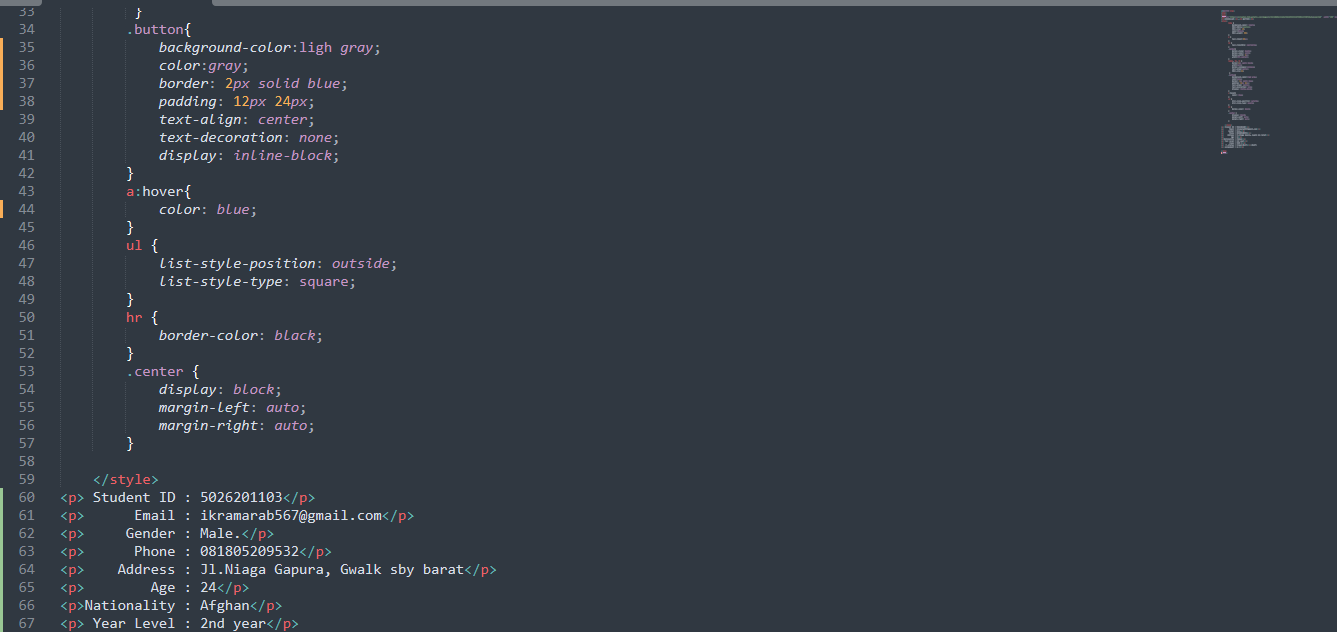 33         }
34        .button{
35            background-color:ligh gray;
36            color:gray;
37            border: 2px solid blue;
38            padding: 12px 24px;
39            text-align: center;
40            text-decoration: none;
41            display: inline-block;
42        }
43        a:hover{
44            color: blue;
45        }
46        ul {
47            list-style-position: outside;
48            list-style-type: square;
49        }
50        hr {
51            border-color: black;
52        }
53        .center {
54            display: block;
55            margin-left: auto;
56            margin-right: auto;
57        }
58
59    </style>
60 <p> Student ID : 5026201103</p>
61 <p>      Email : ikramarab567@gmail.com</p>
62 <p>     Gender : Male.</p>
63 <p>      Phone : 081805209532</p>
64 <p>    Address : Jl.Niaga Gapura, Gwalk sby barat</p>
65 <p>        Age : 24</p>
66 <p>Nationality : Afghan</p>
67 <p> Year Level : 2nd year</p>